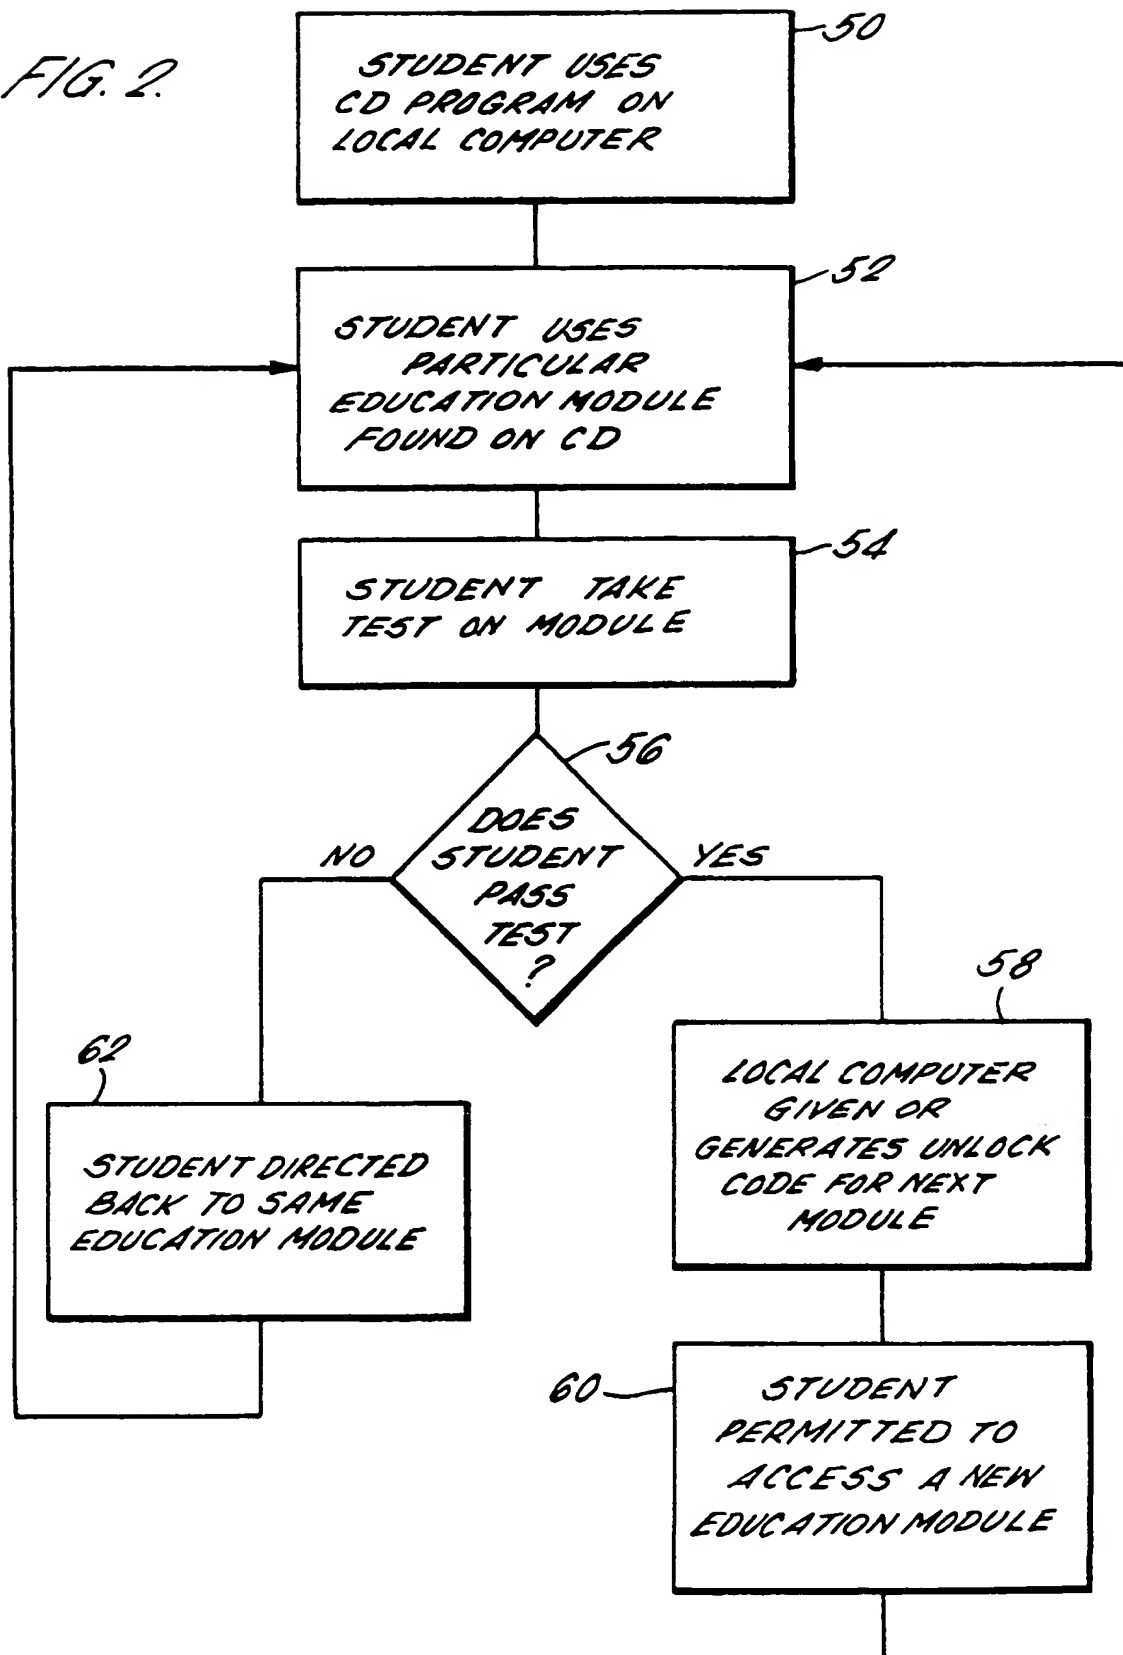 FIG. 2.
50
STUDENT USES
CD PROGRAM ON
LOCAL COMPUTER
52
STUDENT USES
PARTICULAR
EDUCATION MODULE
FOUND ON CD
54
STUDENT TAKE
TEST ON MODULE
56
DOES
STUDENT
PASS
TEST
?
NO
YES
58
LOCAL COMPUTER
GIVEN OR
GENERATES UNLOCK
CODE FOR NEXT
MODULE
62
STUDENT DIRECTED
BACK TO SAME
EDUCATION MODULE
60
STUDENT
PERMITTED TO
ACCESS A NEW
EDUCATION MODULE